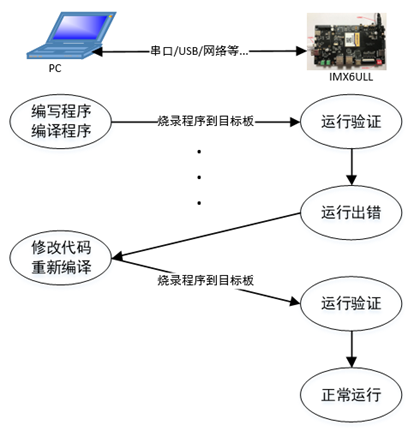 串口/USB/网络等...
PC
IMX6ULL
编写程序
编译程序
烧录程序到目标板
运行验证
运行出错
修改代码
重新编译
烧录程序到目标板
运行验证
正常运行